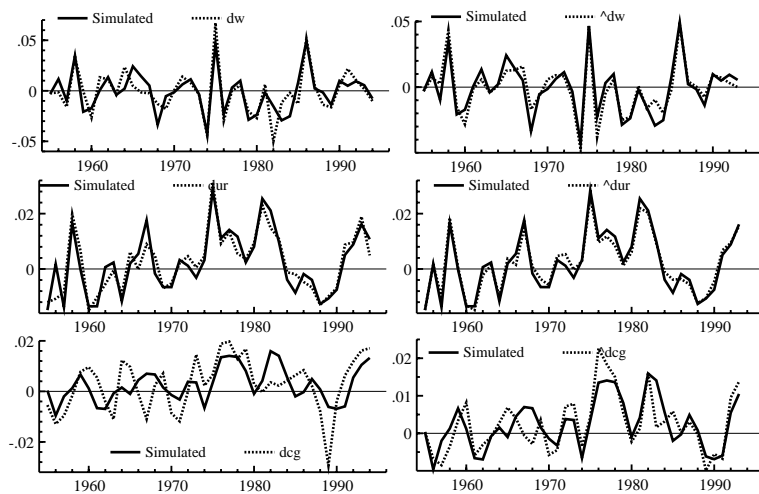 Simulated dw
.05
0
-.05
1960 1970 1980 1990
Simulated ^dw
.05
0
1960 1970 1980 1990
Simulated dur
.02
0
1960 1970 1980 1990
Simulated ^dur
.02
0
1960 1970 1980 1990
.02
0
-.02
Simulated dcg
1960 1970 1980 1990
Simulated ^dcg
.02
.01
0
1960 1970 1980 1990